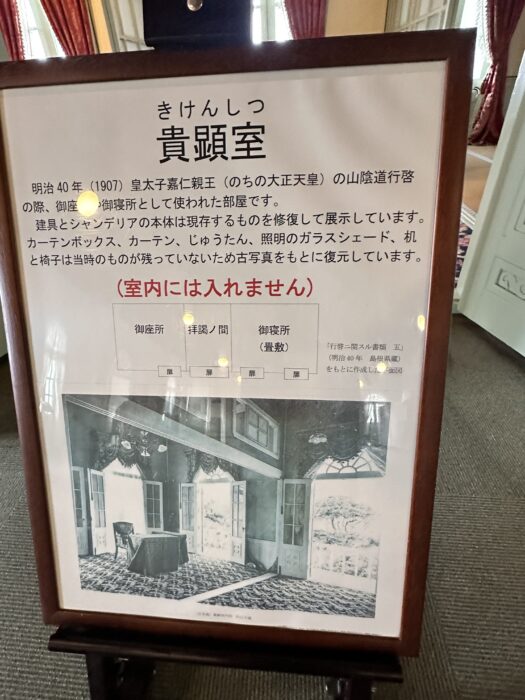 きけんしつ
貴顕室
明治40年（1907）皇太子嘉仁親王（のちの大正天皇）の山陰道行啓
の際、御座 御寝所として使われた部屋です。
建具とシャンデリアの本体は現存するものを修復して展示しています。
カーテンボックス、カーテン、じゅうたん、照明のガラスシェード、机
と椅子は当時のものが残っていないため古写真をもとに復元しています。
（室内には入れません）
御座所
拝謁ノ間
御寝所
（畳敷）
扉
扉
扉
扉
「行啓ニ関スル書類 五」
（明治40年 島根県蔵）
をもとに作成した 面図